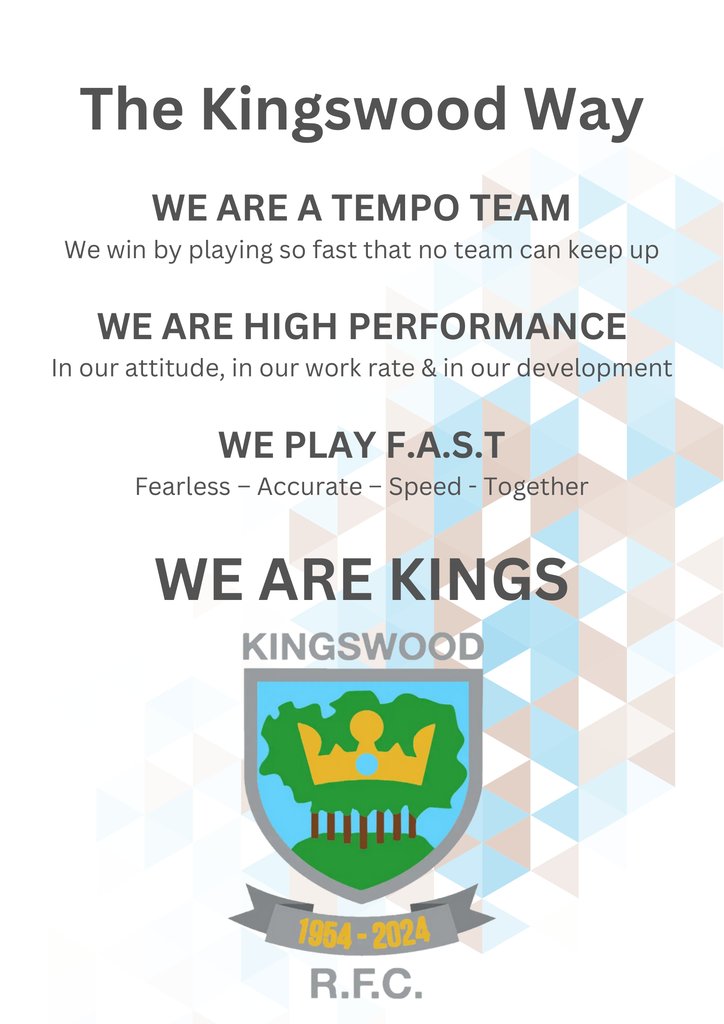 The Kingswood Way
WE ARE A TEMPO TEAM
We win by playing so fast that no team can keep up
WE ARE HIGH PERFORMANCE
In our attitude, in our work rate & in our development
WE PLAY F.A.S.T
Fearless – Accurate – Speed - Together
WE ARE KINGS
KINGSWOOD
1954 - 2024
R.F.C.